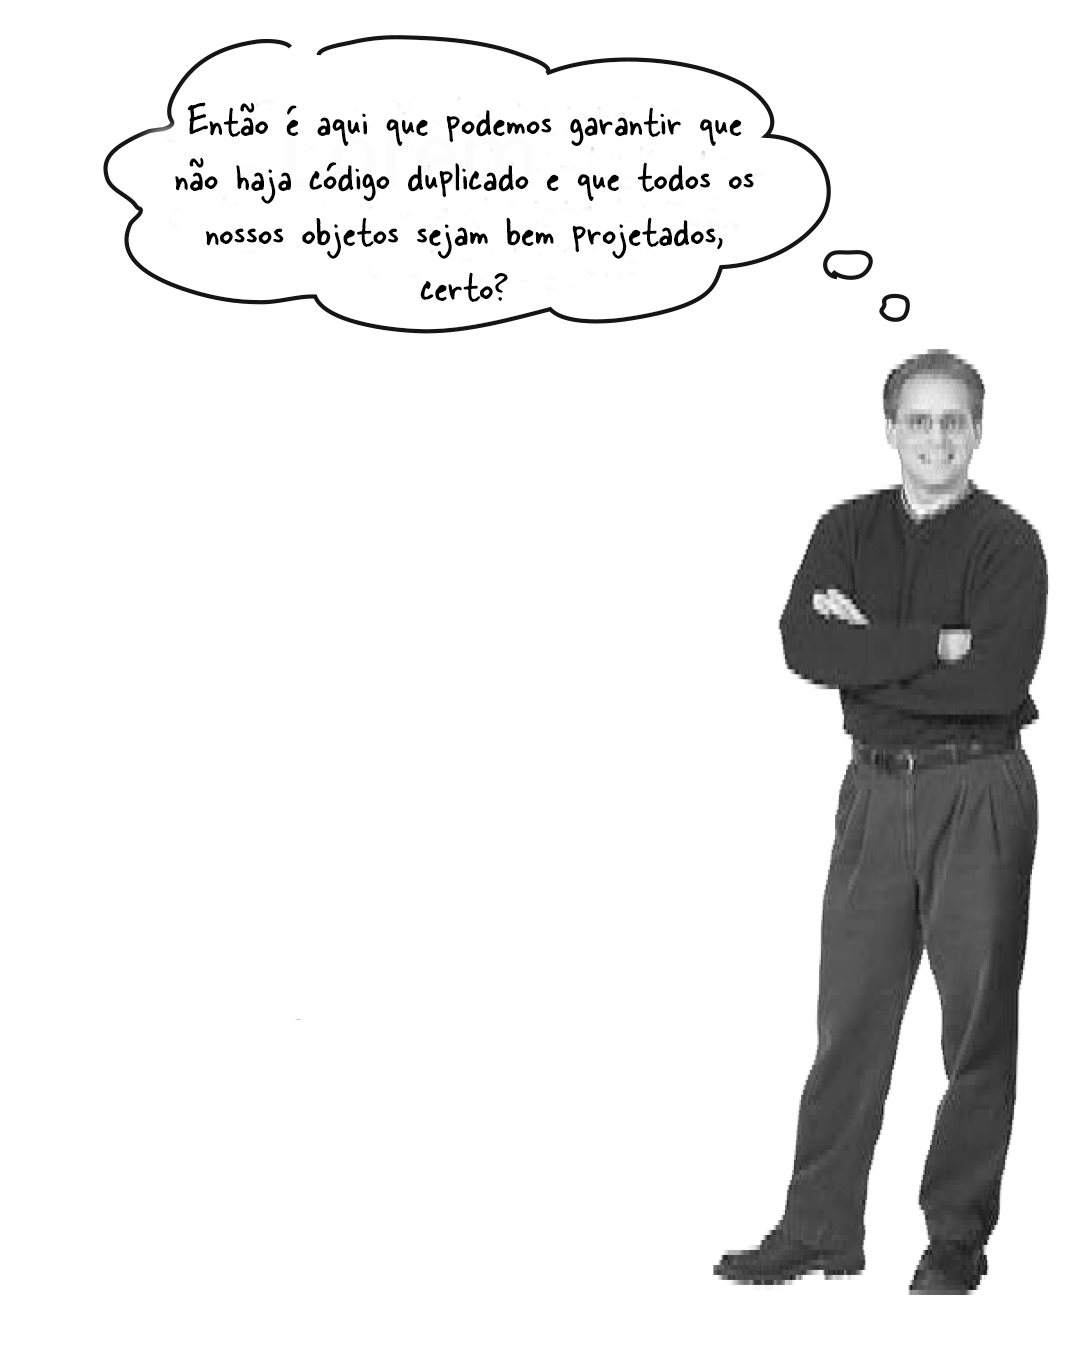 Então é aqui que podemos garantir que
não haja código duplicado e que todos os
nossos objetos sejam bem projetados,
certo?